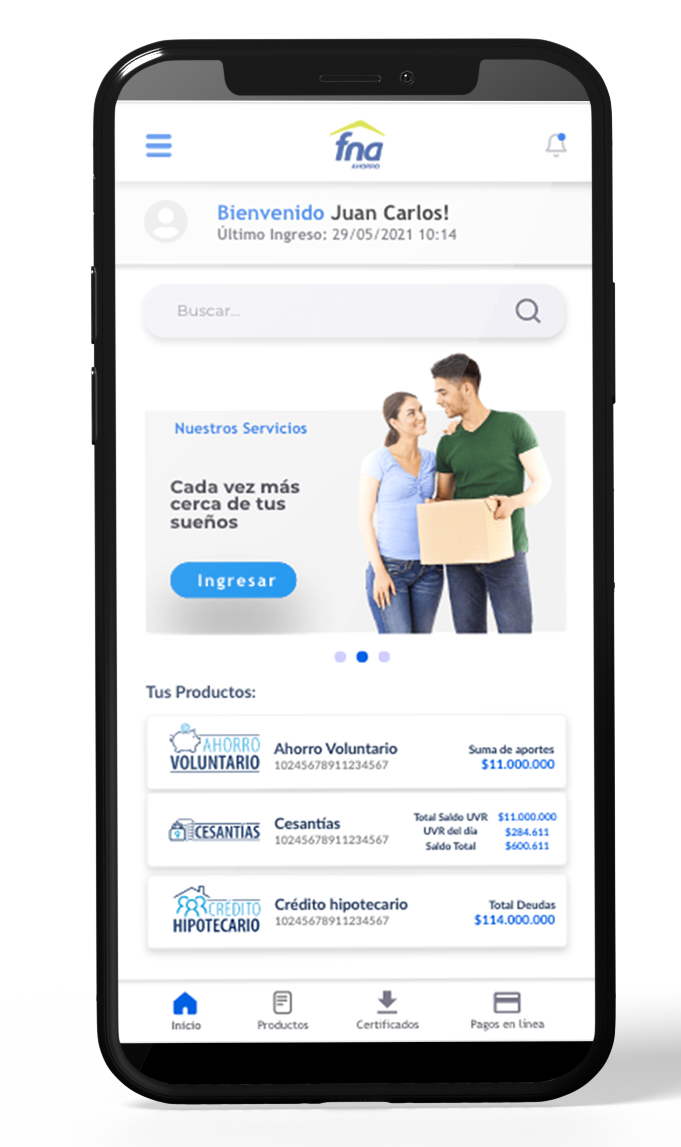 fna
AHORRO
Bienvenido Juan Carlos!
Último Ingreso: 29/05/2021 10:14
Buscar...
Nuestros Servicios
Cada vez más
cerca de tus
sueños
Ingresar
Tus Productos:
AHORRO
VOLUNTARIO
Ahorro Voluntario
10245678911234567
Suma de aportes
$11.000.000
CESANTÍAS
Cesantías
10245678911234567
Total Saldo UVR $11.000.000
UVR del día $284.611
Saldo Total $600.611
CRÉDITO
HIPOTECARIO
Crédito hipotecario
10245678911234567
Total Deudas
$114.000.000
Inicio
Productos
Certificados
Pagos en línea